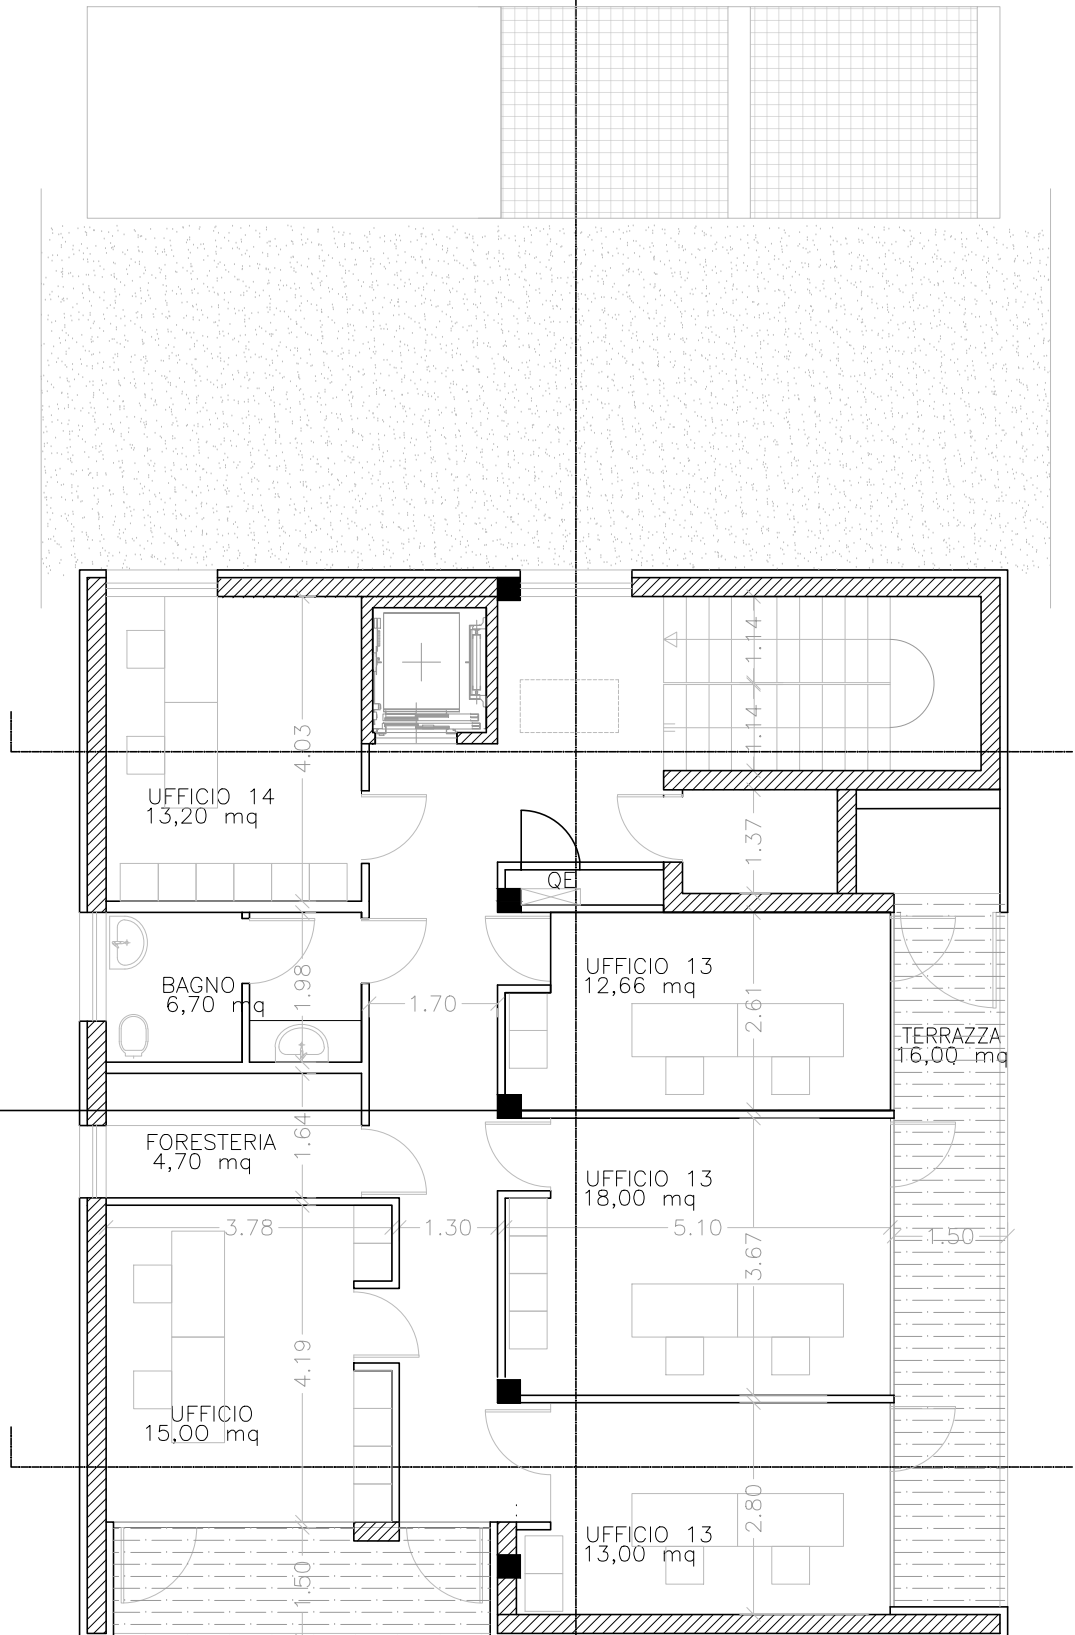 1.14
4.03
1.14
UFFICIO 14
13,20 mq
1.37
QE
UFFICIO 13
12,66 mq
BAGNO
6,70 mq
1.98
1.70
2.61
TERRAZZA
16,00 mq
FORESTERIA
4,70 mq
1.64
UFFICIO 13
18,00 mq
3.78
1.30
5.10
1.50
3.67
4.19
UFFICIO
15,00 mq
2.80
UFFICIO 13
13,00 mq
1.50